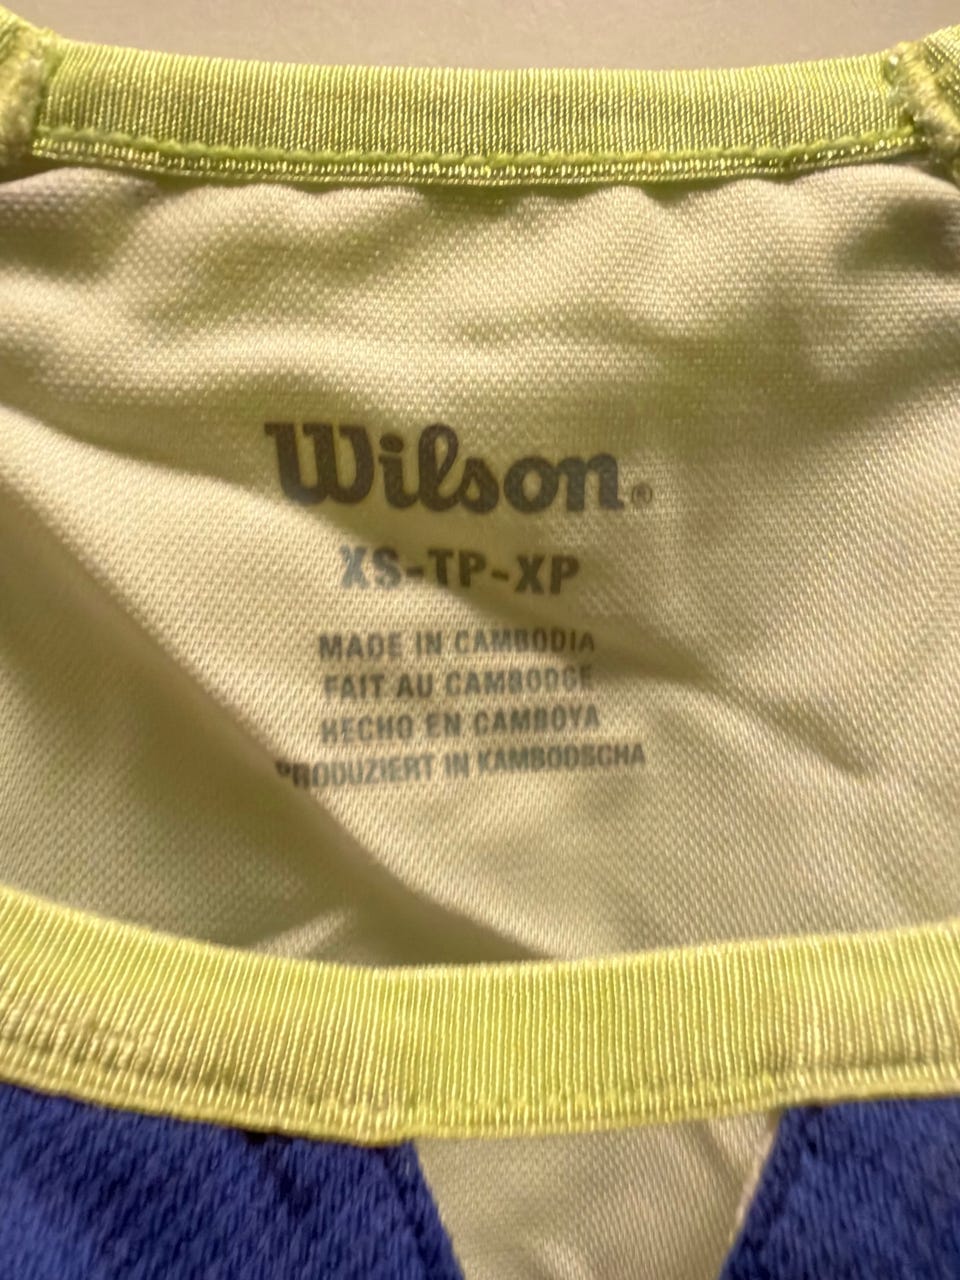 Wilson®
XS-TP-XP
MADE IN CAMBODIA
FAIT AU CAMBODGE
HECHO EN CAMBOYA
PRODUZIERT IN KAMBODSCHA